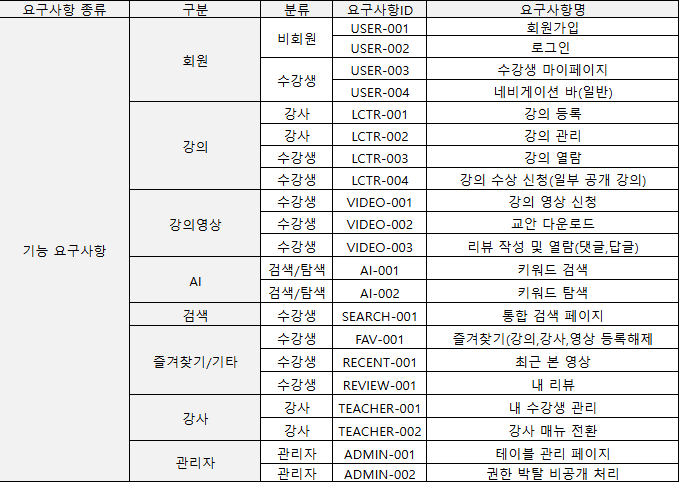 요구사항 종류 구분 분류 요구사항ID 요구사항명
기능 요구사항 회원 비회원 USER-001 회원가입
USER-002 로그인
수강생 USER-003 수강생 마이페이지
USER-004 네비게이션 바(일반)
강의 강사 LCTR-001 강의 등록
강사 LCTR-002 강의 관리
수강생 LCTR-003 강의 열람
수강생 LCTR-004 강의 수상 신청(일부 공개 강의)
강의영상 수강생 VIDEO-001 강의 영상 신청
수강생 VIDEO-002 교안 다운로드
수강생 VIDEO-003 리뷰 작성 및 열람(댓글,답글)
AI 검색/탐색 AI-001 키워드 검색
검색/탐색 AI-002 키워드 탐색
검색 수강생 SEARCH-001 통합 검색 페이지
즐겨찾기/기타 수강생 FAV-001 즐겨찾기(강의,강사,영상 등록해제
수강생 RECENT-001 최근 본 영상
수강생 REVIEW-001 내 리뷰
강사 강사 TEACHER-001 내 수강생 관리
강사 TEACHER-002 강사 매뉴 전환
관리자 관리자 ADMIN-001 테이블 관리 페이지
관리자 ADMIN-002 권한 박탈 비공개 처리